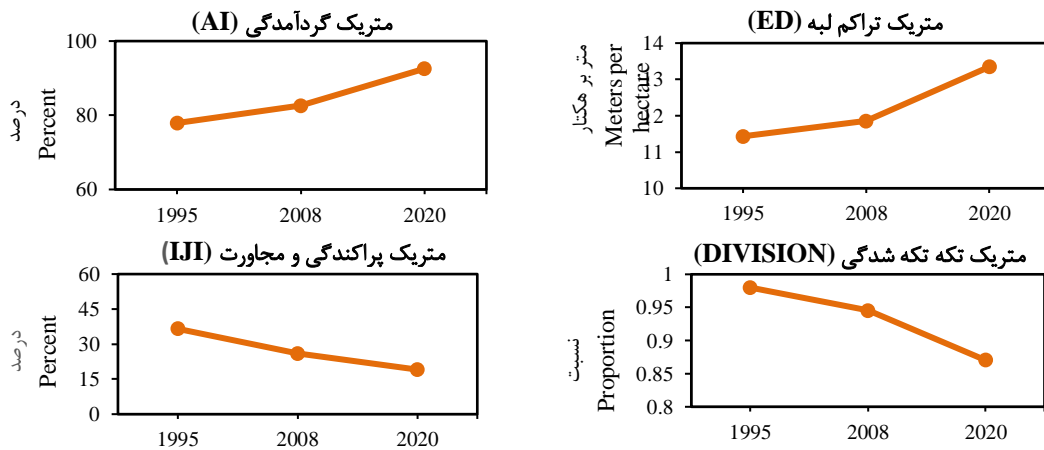 متریک گردآمدگی (AI)
درصد
Percent
100
80
60
1995 2008 2020
متریک تراکم لبه (ED)
متر بر هکتار
Meters per
hectare
14
13
12
11
10
1995 2008 2020
متریک پراکندگی و مجاورت (IJI)
درصد
Percent
60
45
30
15
0
1995 2008 2020
متریک تکه تکه شدگی (DIVISION)
نسبت
Proportion
1
0.95
0.9
0.85
0.8
1995 2008 2020